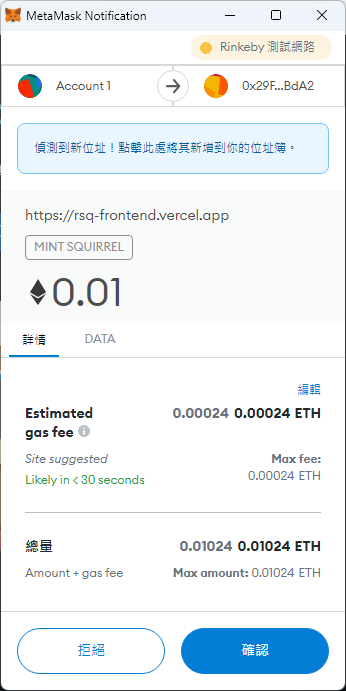 MetaMask Notification
Rinkeby 測試網路
Account 1
0x29F...BdA2
偵測到新位址！點擊此處將其新增到你的位址簿。
https://rsq-frontend.vercel.app
MINT SQUIRREL
0.01
詳情
DATA
編輯
Estimated gas fee 0.00024 0.00024 ETH
Site suggested Max fee:
Likely in < 30 seconds 0.00024 ETH
總量 0.01024 0.01024 ETH
Amount + gas fee Max amount: 0.01024 ETH
拒絕
確認